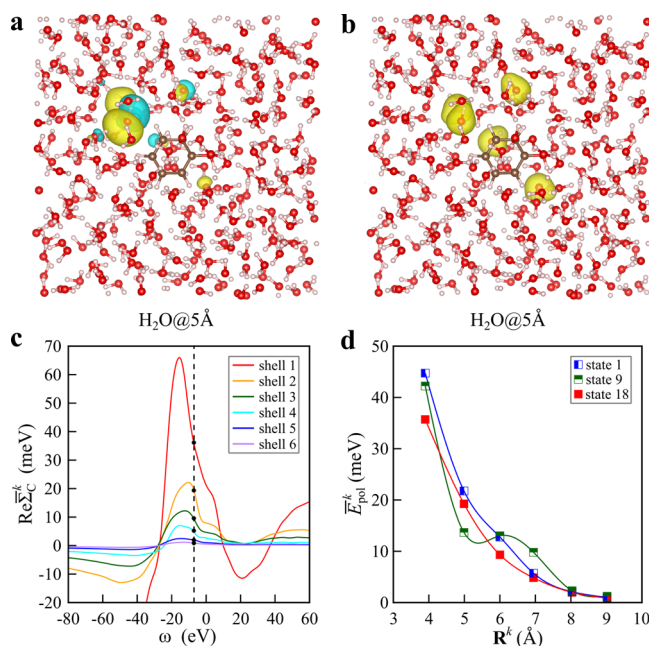 a
b
H₂O@5Å
H₂O@5Å
c
70
60
50
40
30
20
10
0
-10
-20
-80 -60 -40 -20 0 20 40 60
ReΣ̅ᶜᵏ (meV)
ω (eV)
shell 1
shell 2
shell 3
shell 4
shell 5
shell 6
d
50
40
30
20
10
0
3 4 5 6 7 8 9 10
E̅ᵏpol (meV)
Rᵏ (Å)
state 1
state 9
state 18